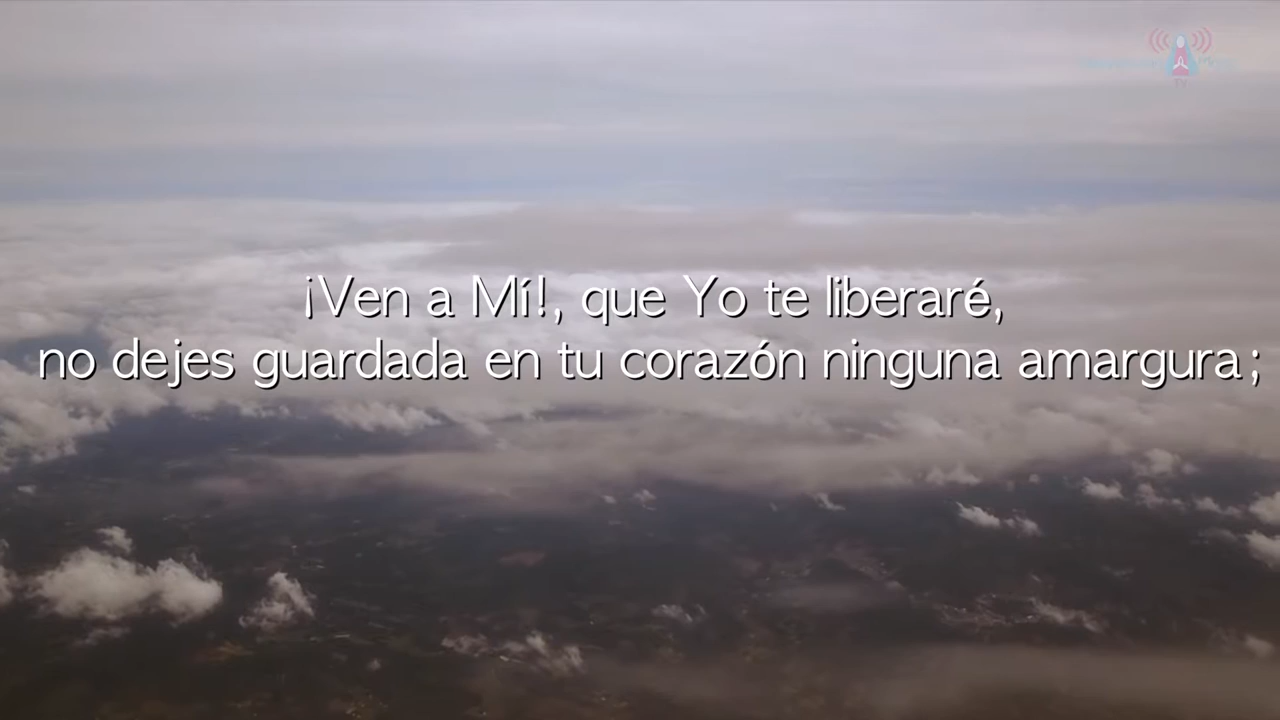 ¡Ven a Mí!, que Yo te liberaré,
no dejes guardada en tu corazón ninguna amargura;